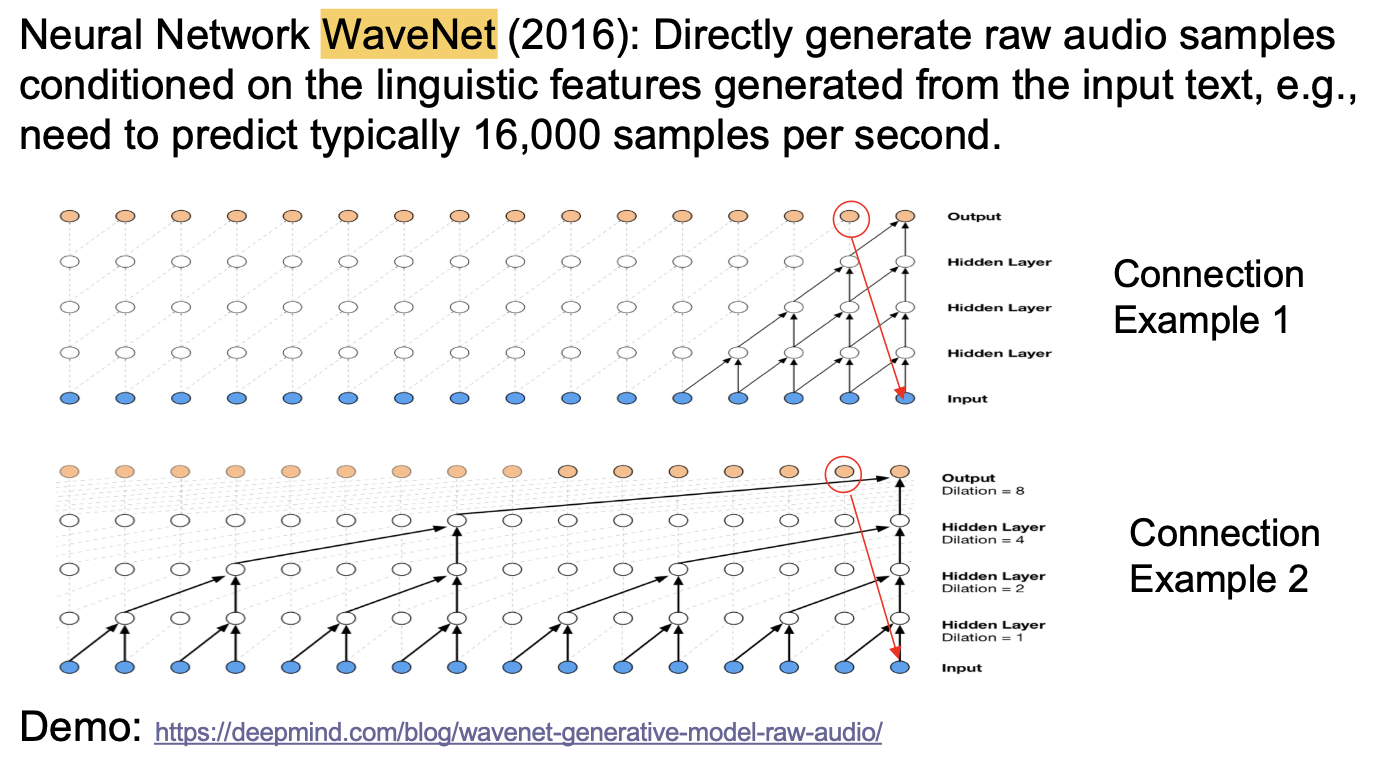 Neural Network WaveNet (2016): Directly generate raw audio samples
conditioned on the linguistic features generated from the input text, e.g.,
need to predict typically 16,000 samples per second.
Output
Hidden Layer
Hidden Layer
Hidden Layer
Input
Connection
Example 1
Output
Dilation = 8
Hidden Layer
Dilation = 4
Hidden Layer
Dilation = 2
Hidden Layer
Dilation = 1
Input
Connection
Example 2
Demo: https://deepmind.com/blog/wavenet-generative-model-raw-audio/